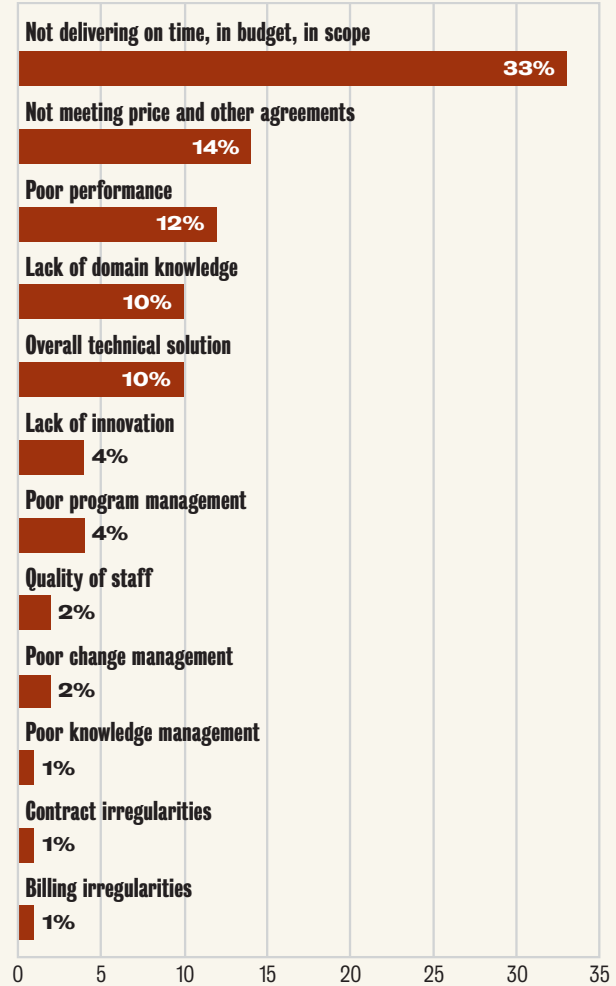 Not delivering on time, in budget, in scope
33%
Not meeting price and other agreements
14%
Poor performance
12%
Lack of domain knowledge
10%
Overall technical solution
10%
Lack of innovation
4%
Poor program management
4%
Quality of staff
2%
Poor change management
2%
Poor knowledge management
1%
Contract irregularities
1%
Billing irregularities
1%
0 5 10 15 20 25 30 35